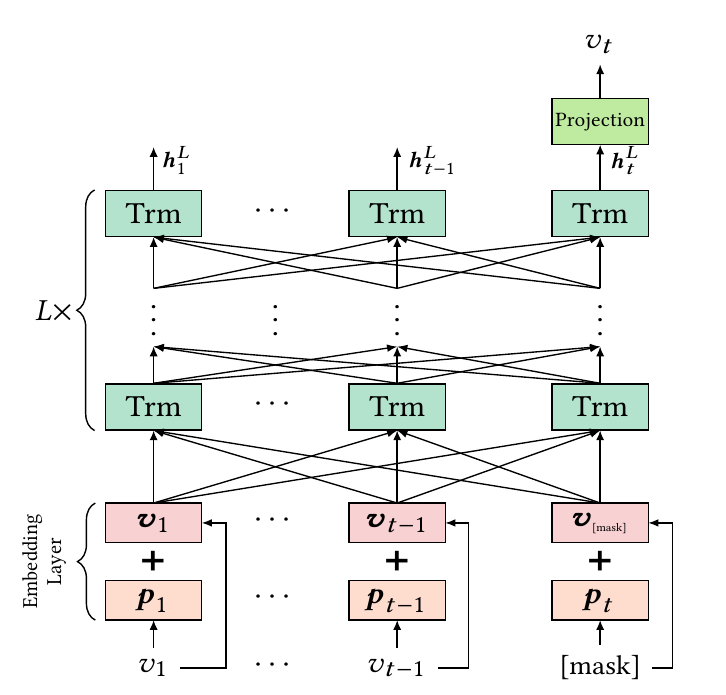 v_t
Projection
h_1^L h_{t−1}^L h_t^L
Trm ··· Trm Trm
L×
Trm ··· Trm Trm
v_1 ··· v_{t−1} v_{[mask]}
Embedding
Layer
+ + +
p_1 ··· p_{t−1} p_t
v_1 ··· v_{t−1} [mask]